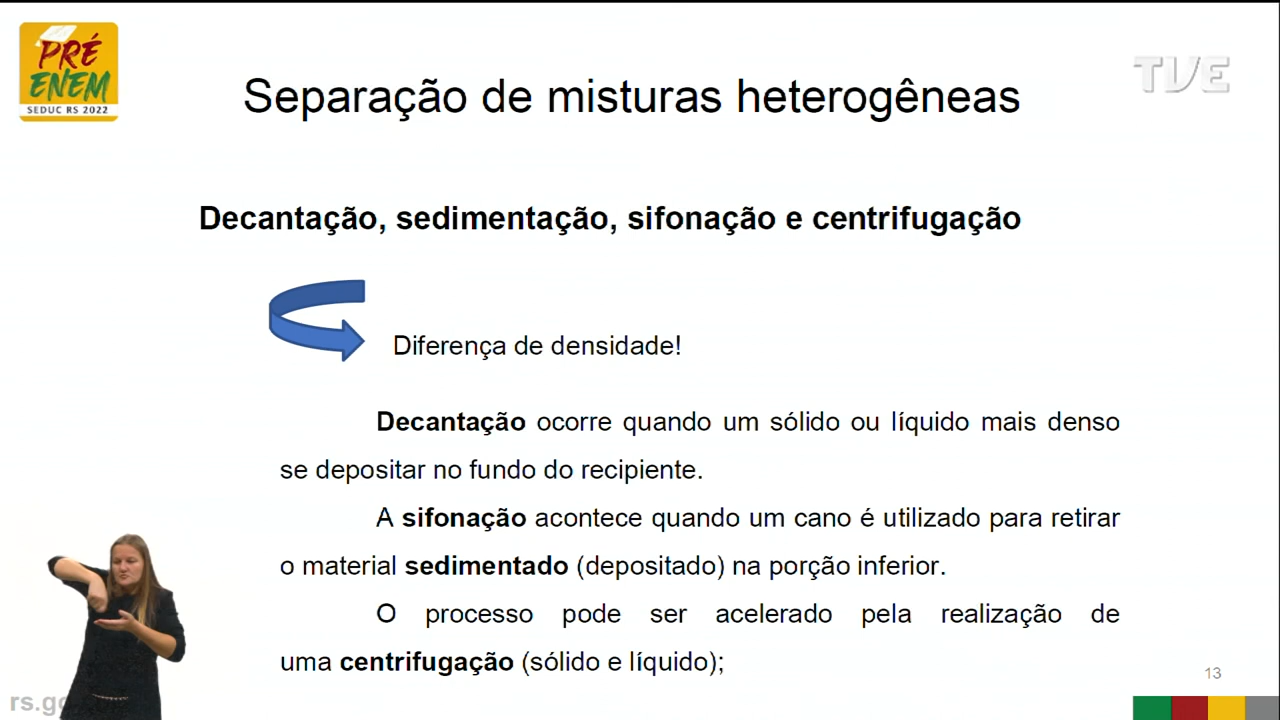 PRÉ
ENEM
SEDUC RS 2022
TVE
Separação de misturas heterogêneas
Decantação, sedimentação, sifonação e centrifugação
Diferença de densidade!
Decantação ocorre quando um sólido ou líquido mais denso
se depositar no fundo do recipiente.
A sifonação acontece quando um cano é utilizado para retirar
o material sedimentado (depositado) na porção inferior.
O processo pode ser acelerado pela realização de
uma centrifugação (sólido e líquido);
13